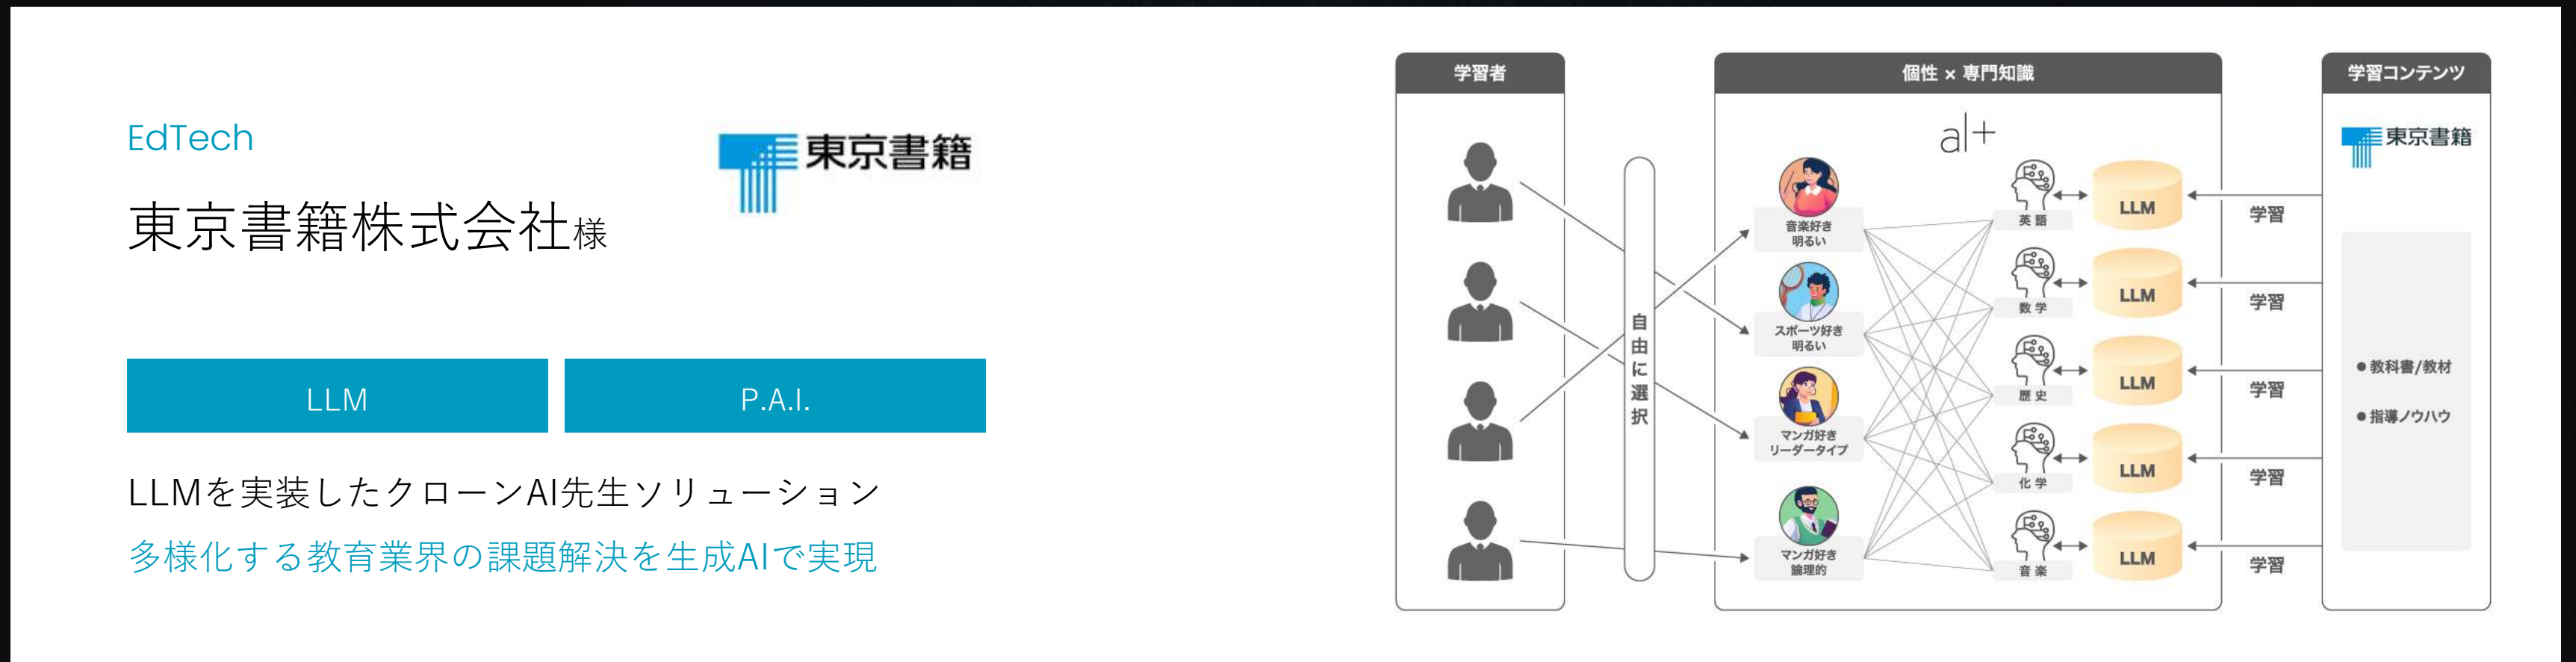 EdTech
東京書籍
東京書籍株式会社様
LLM
P.A.I.
LLMを実装したクローンAI先生ソリューション
多様化する教育業界の課題解決を生成AIで実現
学習者
自由に選択
個性 × 専門知識
al+
音楽好き
明るい
スポーツ好き
明るい
マンガ好き
リーダータイプ
マンガ好き
論理的
英語
LLM
学習
数学
LLM
学習
歴史
LLM
学習
化学
LLM
学習
音楽
LLM
学習
学習コンテンツ
東京書籍
●教科書/教材
●指導ノウハウ